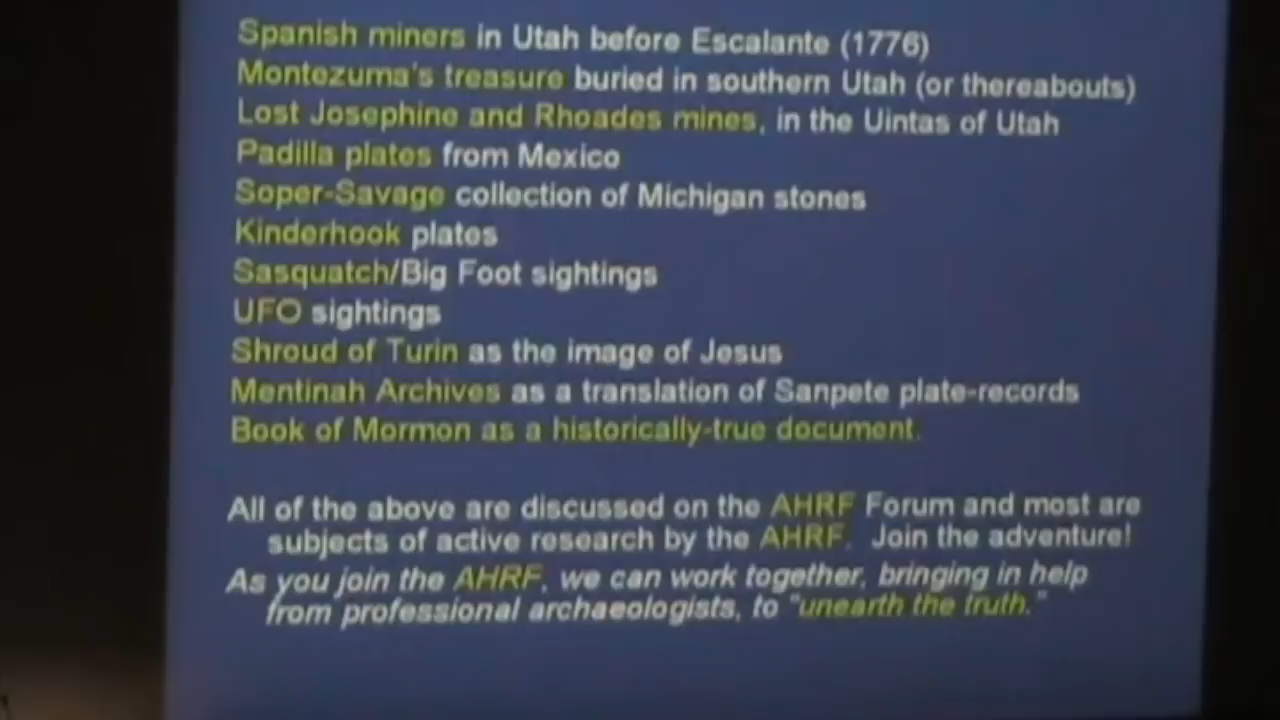 Spanish miners in Utah before Escalante (1776)
Montezuma's treasure buried in southern Utah (or thereabouts)
Lost Josephine and Rhoades mines, in the Uintas of Utah
Padilla plates from Mexico
Soper-Savage collection of Michigan stones
Kinderhook plates
Sasquatch/Big Foot sightings
UFO sightings
Shroud of Turin as the image of Jesus
Mentinah Archives as a translation of Sanpete plate-records
Book of Mormon as a historically-true document.
All of the above are discussed on the AHRF Forum and most are
subjects of active research by the AHRF. Join the adventure!
As you join the AHRF, we can work together, bringing in help
from professional archaeologists, to "unearth the truth."